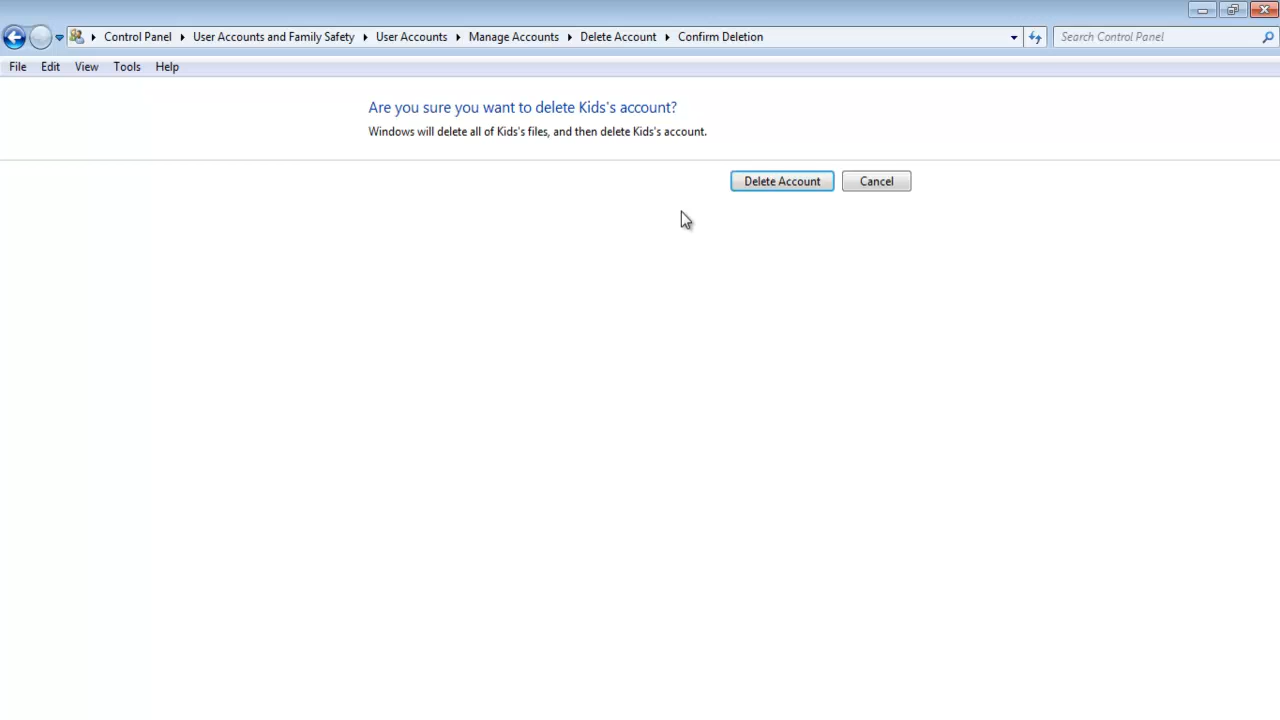 Control Panel User Accounts and Family Safety User Accounts Manage Accounts Delete Account Confirm Deletion Search Control Panel
File Edit View Tools Help
Are you sure you want to delete Kids's account?
Windows will delete all of Kids's files, and then delete Kids's account.
Delete Account Cancel